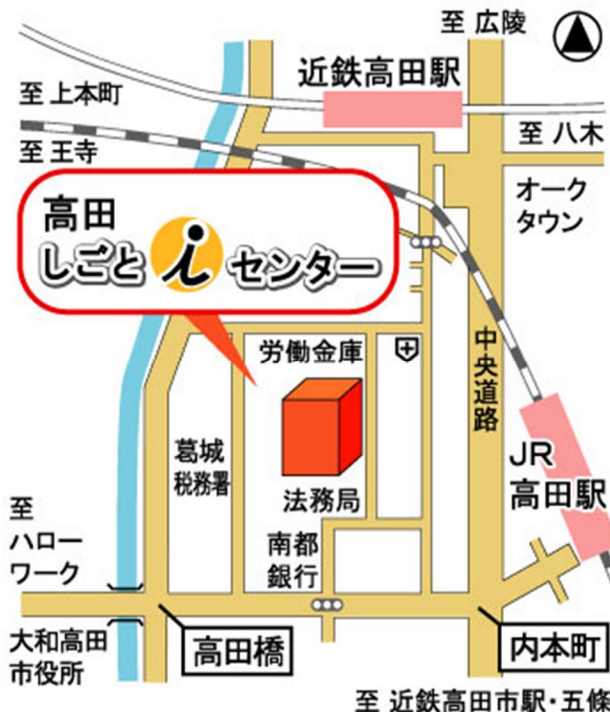 至 広陵
近鉄高田駅
至 上本町
至 八木
至 王寺
オーク
タウン
高田
しごと i センター
労働金庫
中央道路
葛城
税務署
JR
高田駅
法務局
至
ハロー
ワーク
南都
銀行
大和高田
市役所
高田橋
内本町
至 近鉄高田市駅・五條